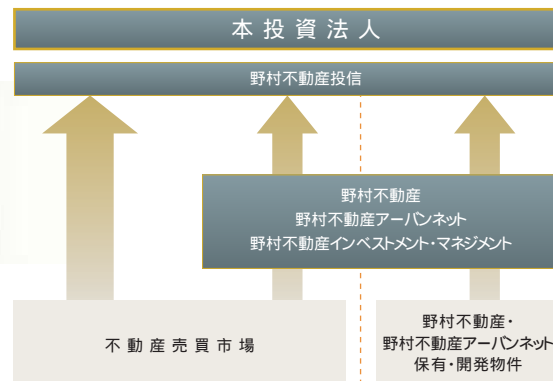 本投資法人
野村不動産投信
野村不動産
野村不動産アーバンネット
野村不動産インベストメント・マネジメント
不動産売買市場
野村不動産・
野村不動産アーバンネット
保有・開発物件